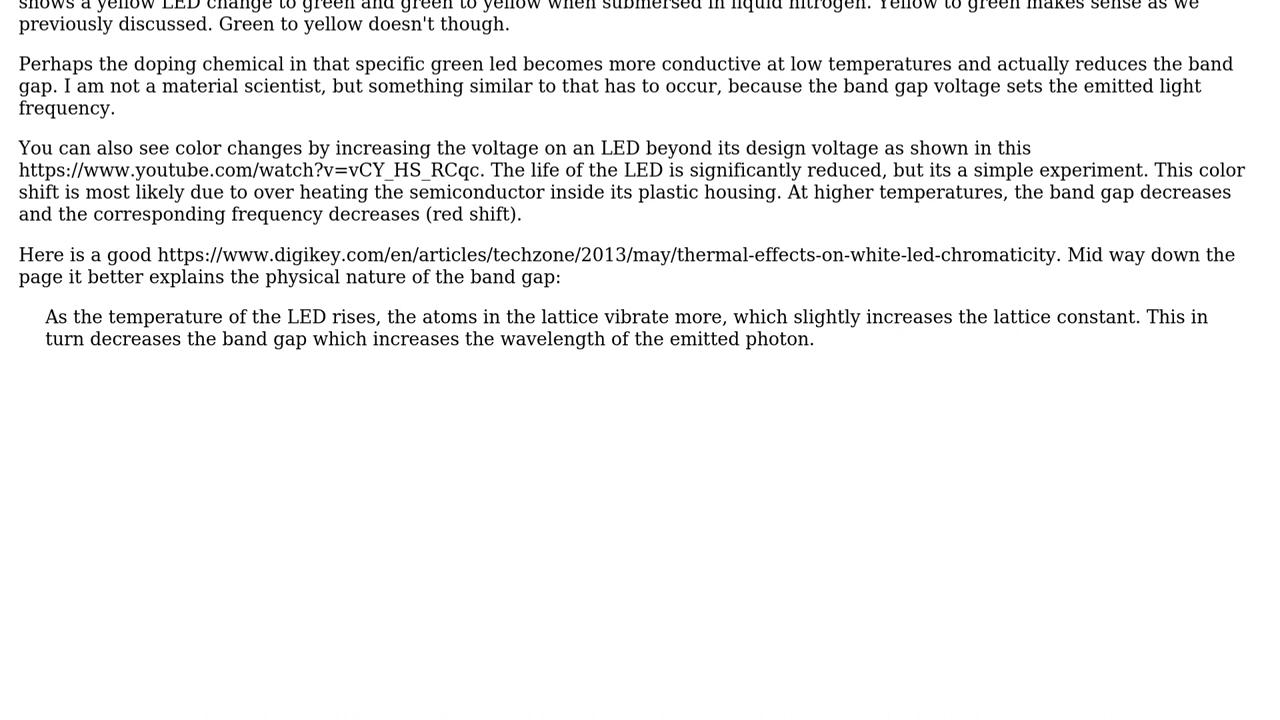 shows a yellow LED change to green and green to yellow when submersed in liquid nitrogen. Yellow to green makes sense as we
previously discussed. Green to yellow doesn't though.
Perhaps the doping chemical in that specific green led becomes more conductive at low temperatures and actually reduces the band
gap. I am not a material scientist, but something similar to that has to occur, because the band gap voltage sets the emitted light
frequency.
You can also see color changes by increasing the voltage on an LED beyond its design voltage as shown in this
https://www.youtube.com/watch?v=vCY_HS_RCqc. The life of the LED is significantly reduced, but its a simple experiment. This color
shift is most likely due to over heating the semiconductor inside its plastic housing. At higher temperatures, the band gap decreases
and the corresponding frequency decreases (red shift).
Here is a good https://www.digikey.com/en/articles/techzone/2013/may/thermal-effects-on-white-led-chromaticity. Mid way down the
page it better explains the physical nature of the band gap:
As the temperature of the LED rises, the atoms in the lattice vibrate more, which slightly increases the lattice constant. This in
turn decreases the band gap which increases the wavelength of the emitted photon.